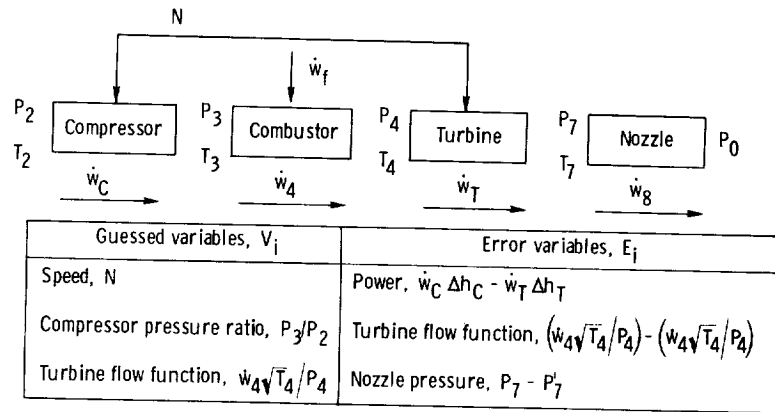 N
ẇf
P2 Compressor P3 Combustor P4 Turbine P7 Nozzle P0
T2 T3 T4 T7
ẇC ẇ4 ẇT ẇ8
Guessed variables, Vi Error variables, Ei
Speed, N Power, ẇC ΔhC - ẇT ΔhT
Compressor pressure ratio, P3/P2 Turbine flow function, (ẇ4√T4/P4) - (ẇ4√T4/P4)
Turbine flow function, ẇ4√T4/P4 Nozzle pressure, P7 - P'7